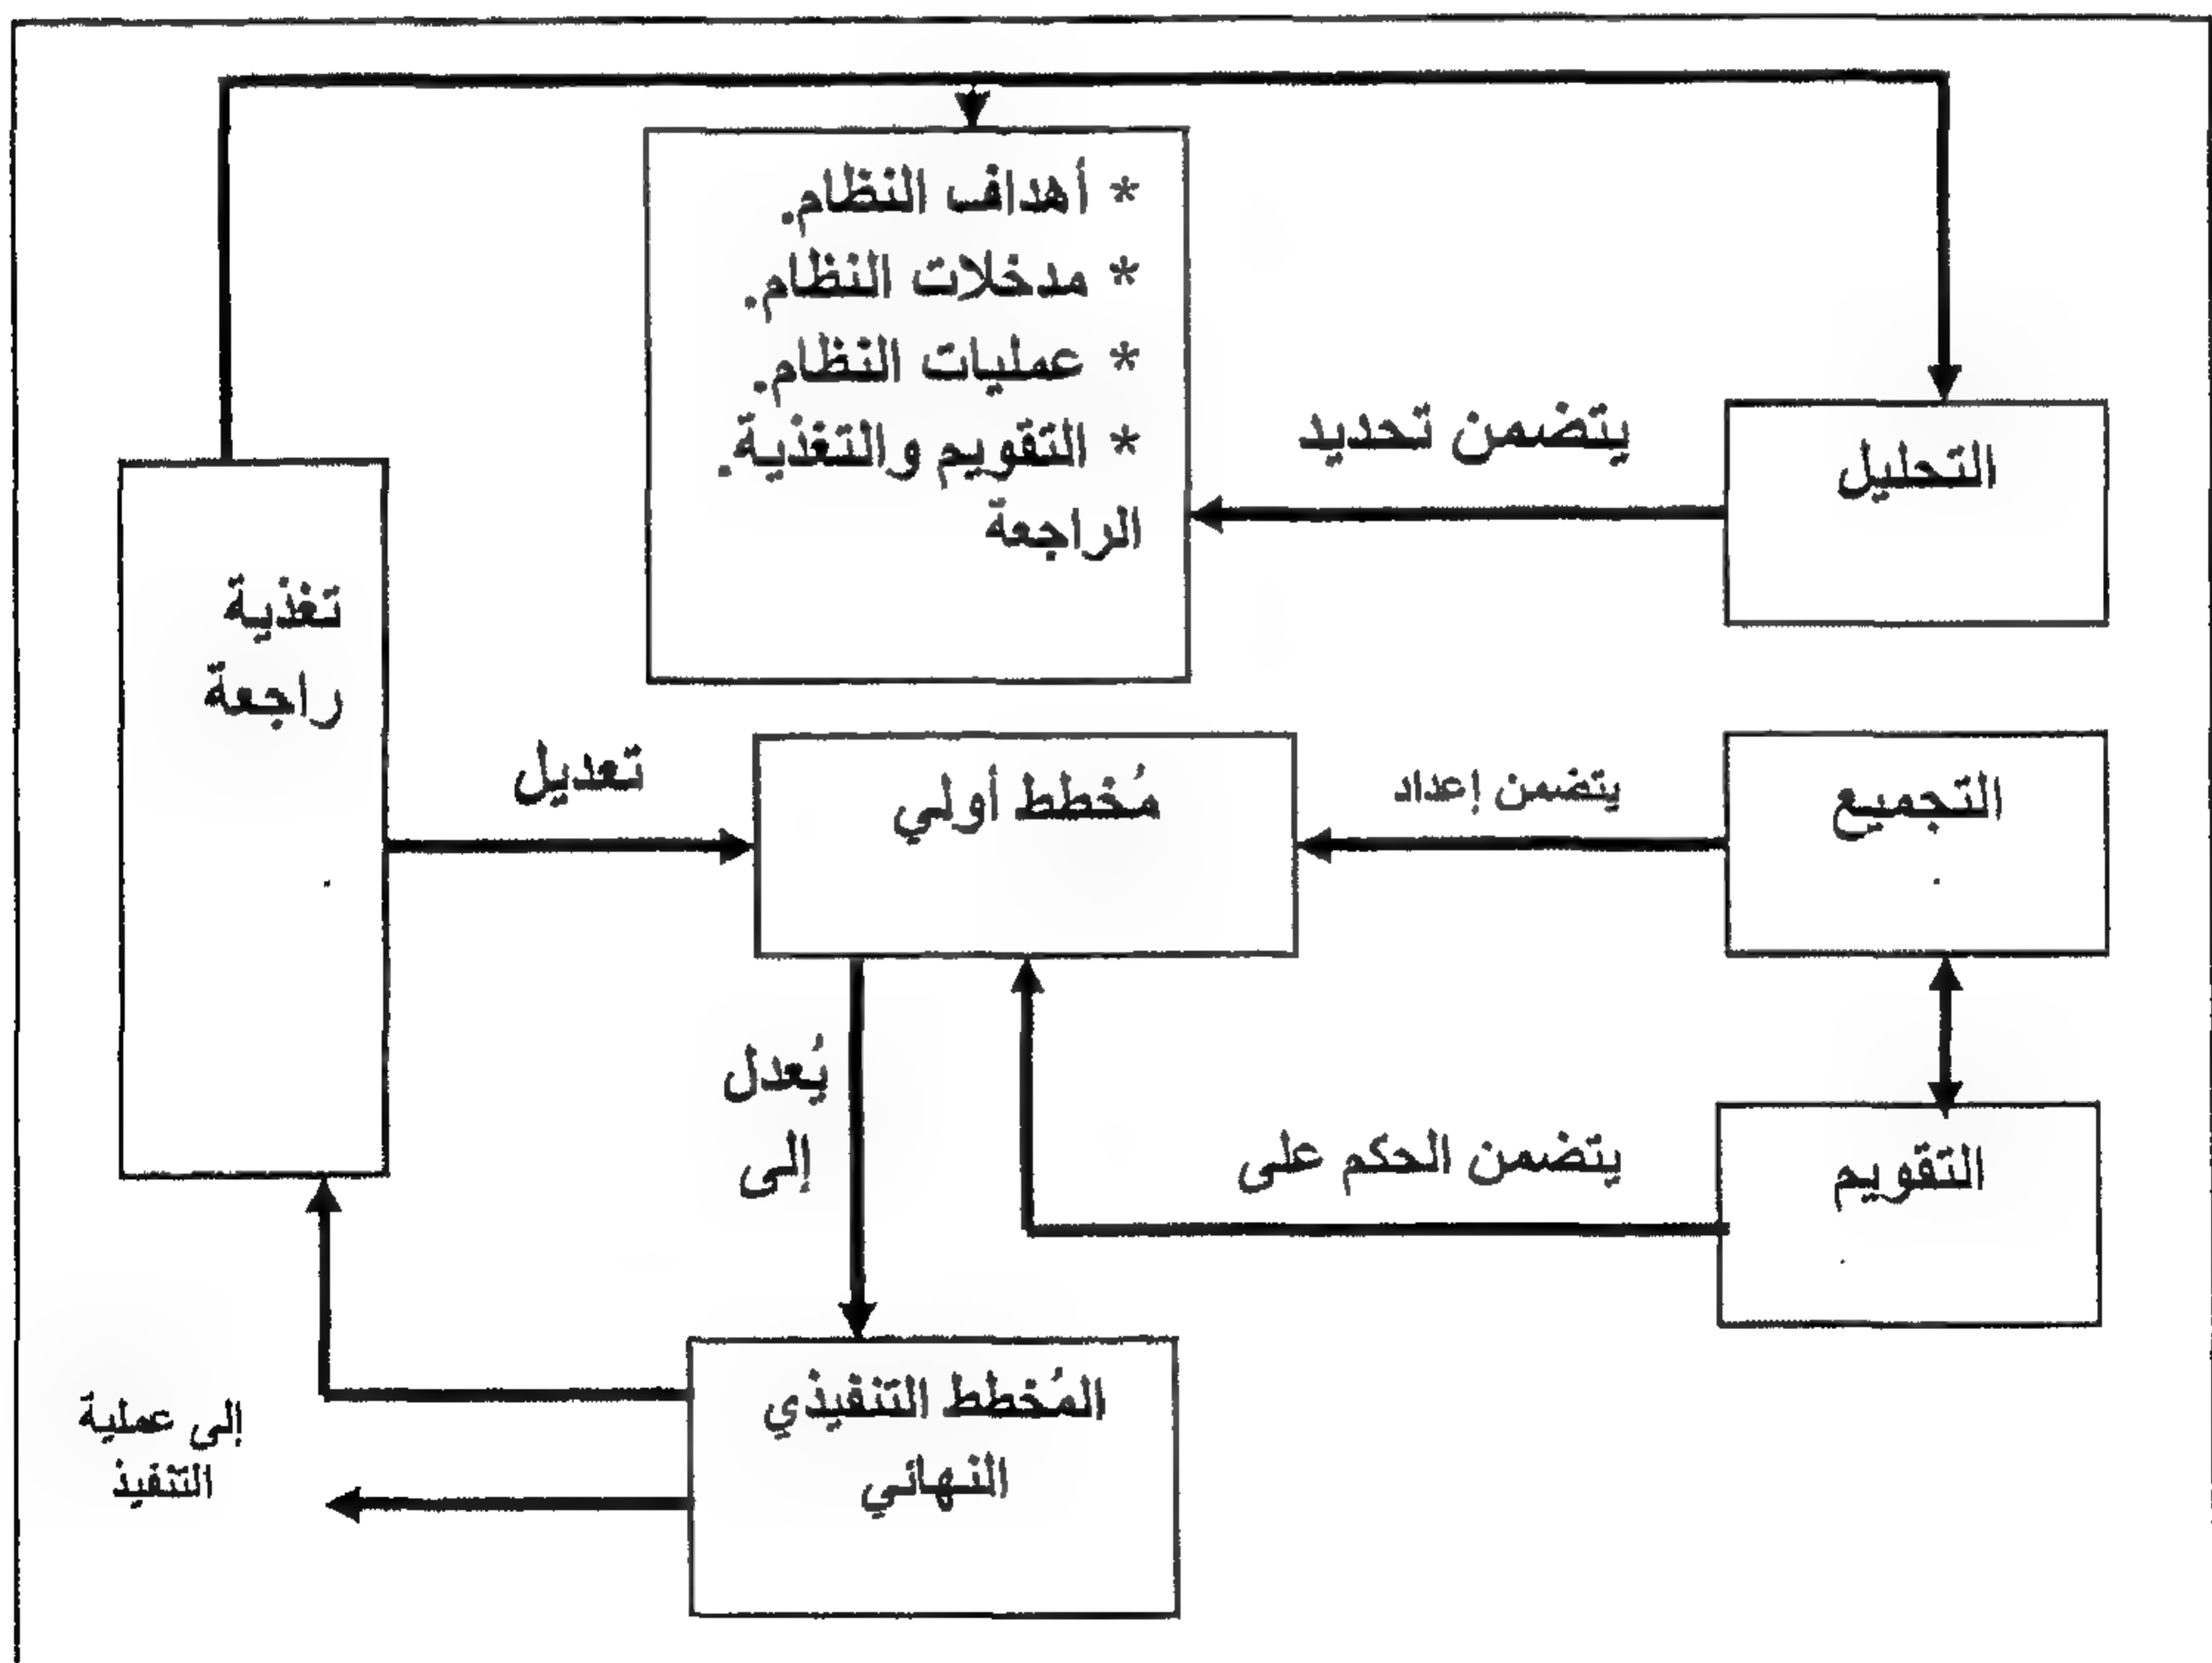 * أهداف النظام.
* مدخلات النظام.
* عمليات النظام.
* التقويم والتغذية.
الراجعة
يتضمن تحديد
التحليل
تغذية
راجعة
التجميع
يتضمن إعداد
مُخطط أولي
تعديل
التقويم
يتضمن الحكم على
يُعدل
إلى
المُخطط التنفيذي
النهائي
إلى عملية
التنفيذ